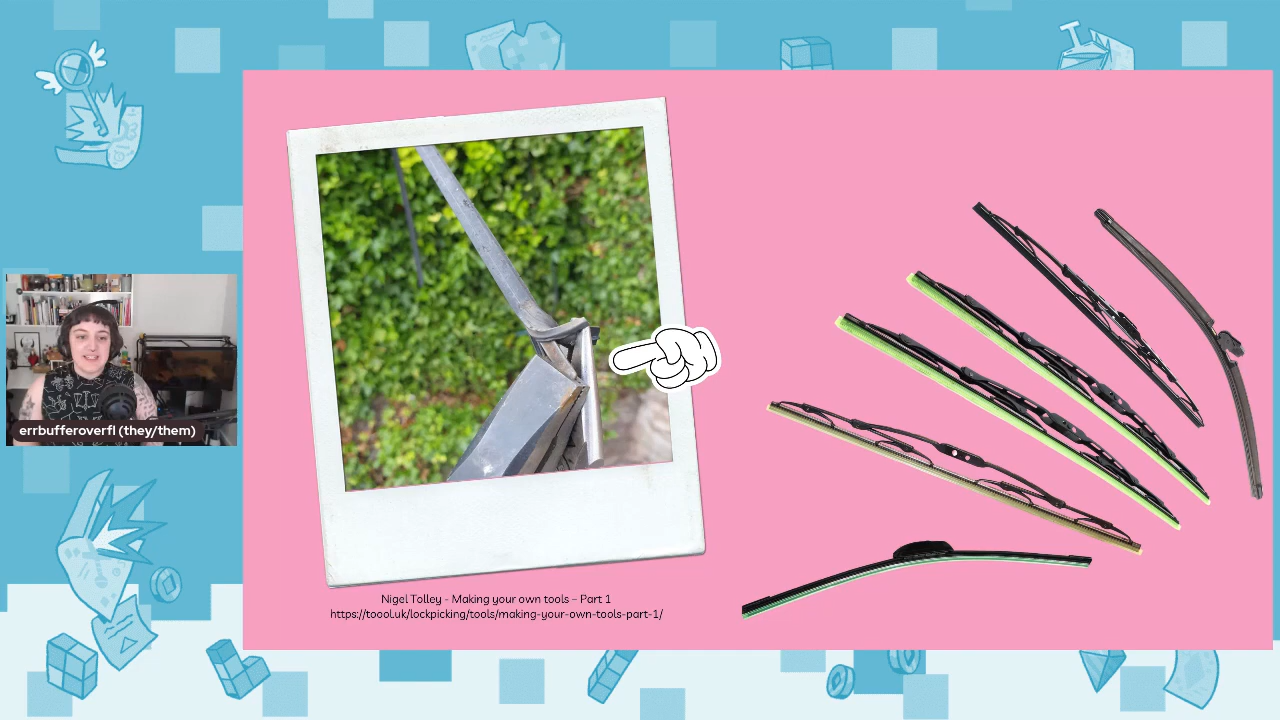 errbufferoverfl (they/them)
Nigel Tolley - Making your own tools – Part 1
https://toool.uk/lockpicking/tools/making-your-own-tools-part-1/